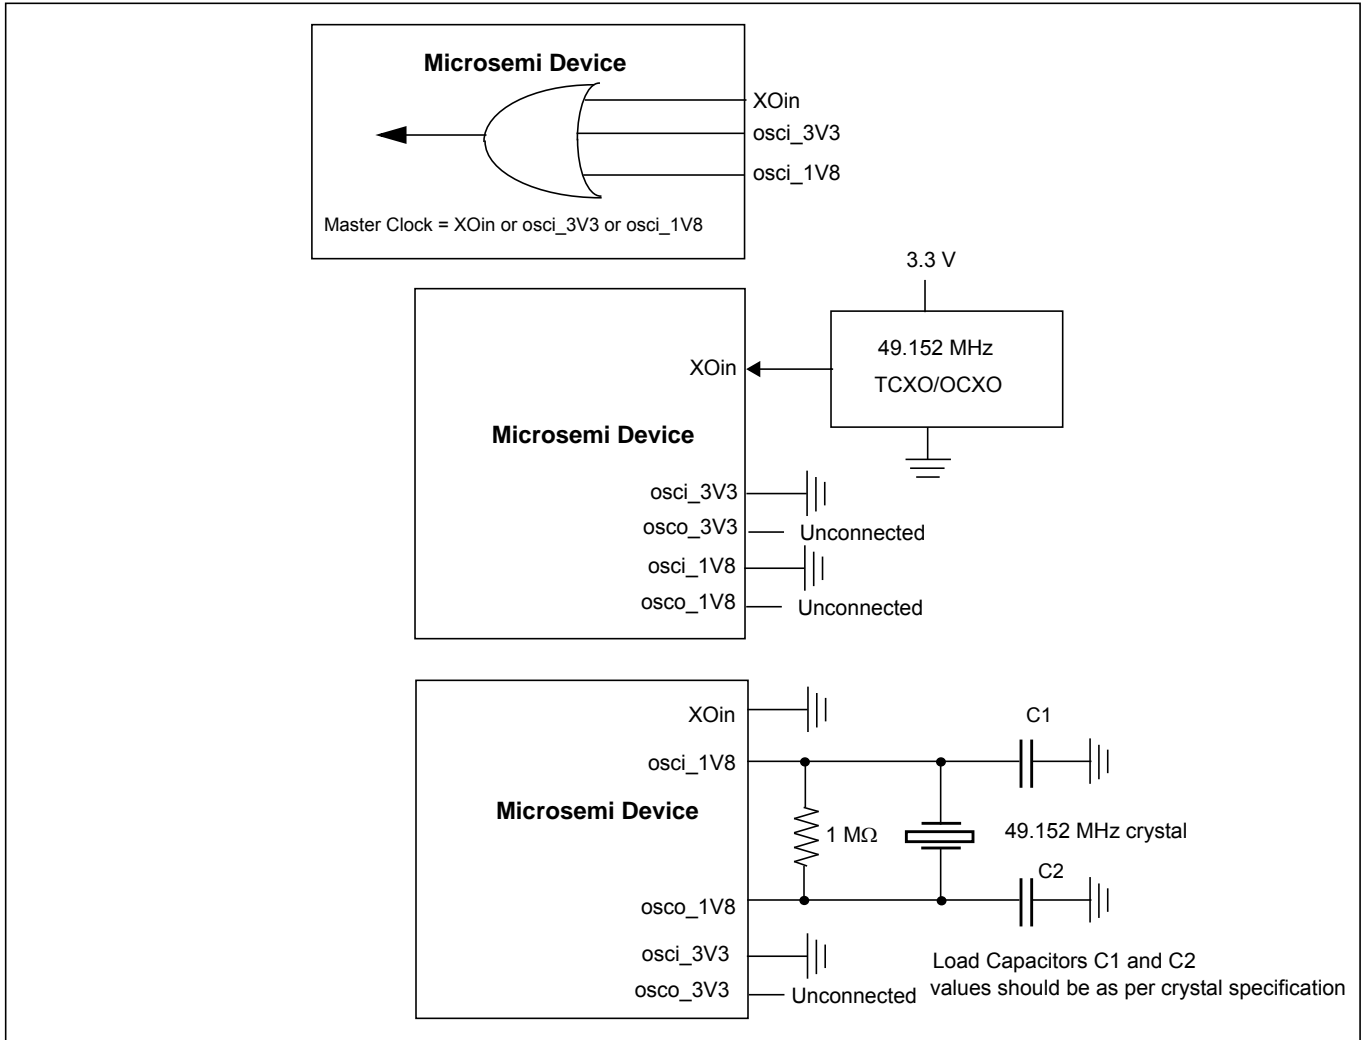 Microsemi Device
XOin
osci_3V3
osci_1V8
Master Clock = XOin or osci_3V3 or osci_1V8
3.3 V
49.152 MHz
TCXO/OCXO
XOin
Microsemi Device
osci_3V3
osco_3V3
Unconnected
osci_1V8
osco_1V8
Unconnected
XOin
C1
osci_1V8
Microsemi Device
1 MΩ
49.152 MHz crystal
C2
osco_1V8
osci_3V3
osco_3V3
Unconnected
Load Capacitors C1 and C2
values should be as per crystal specification